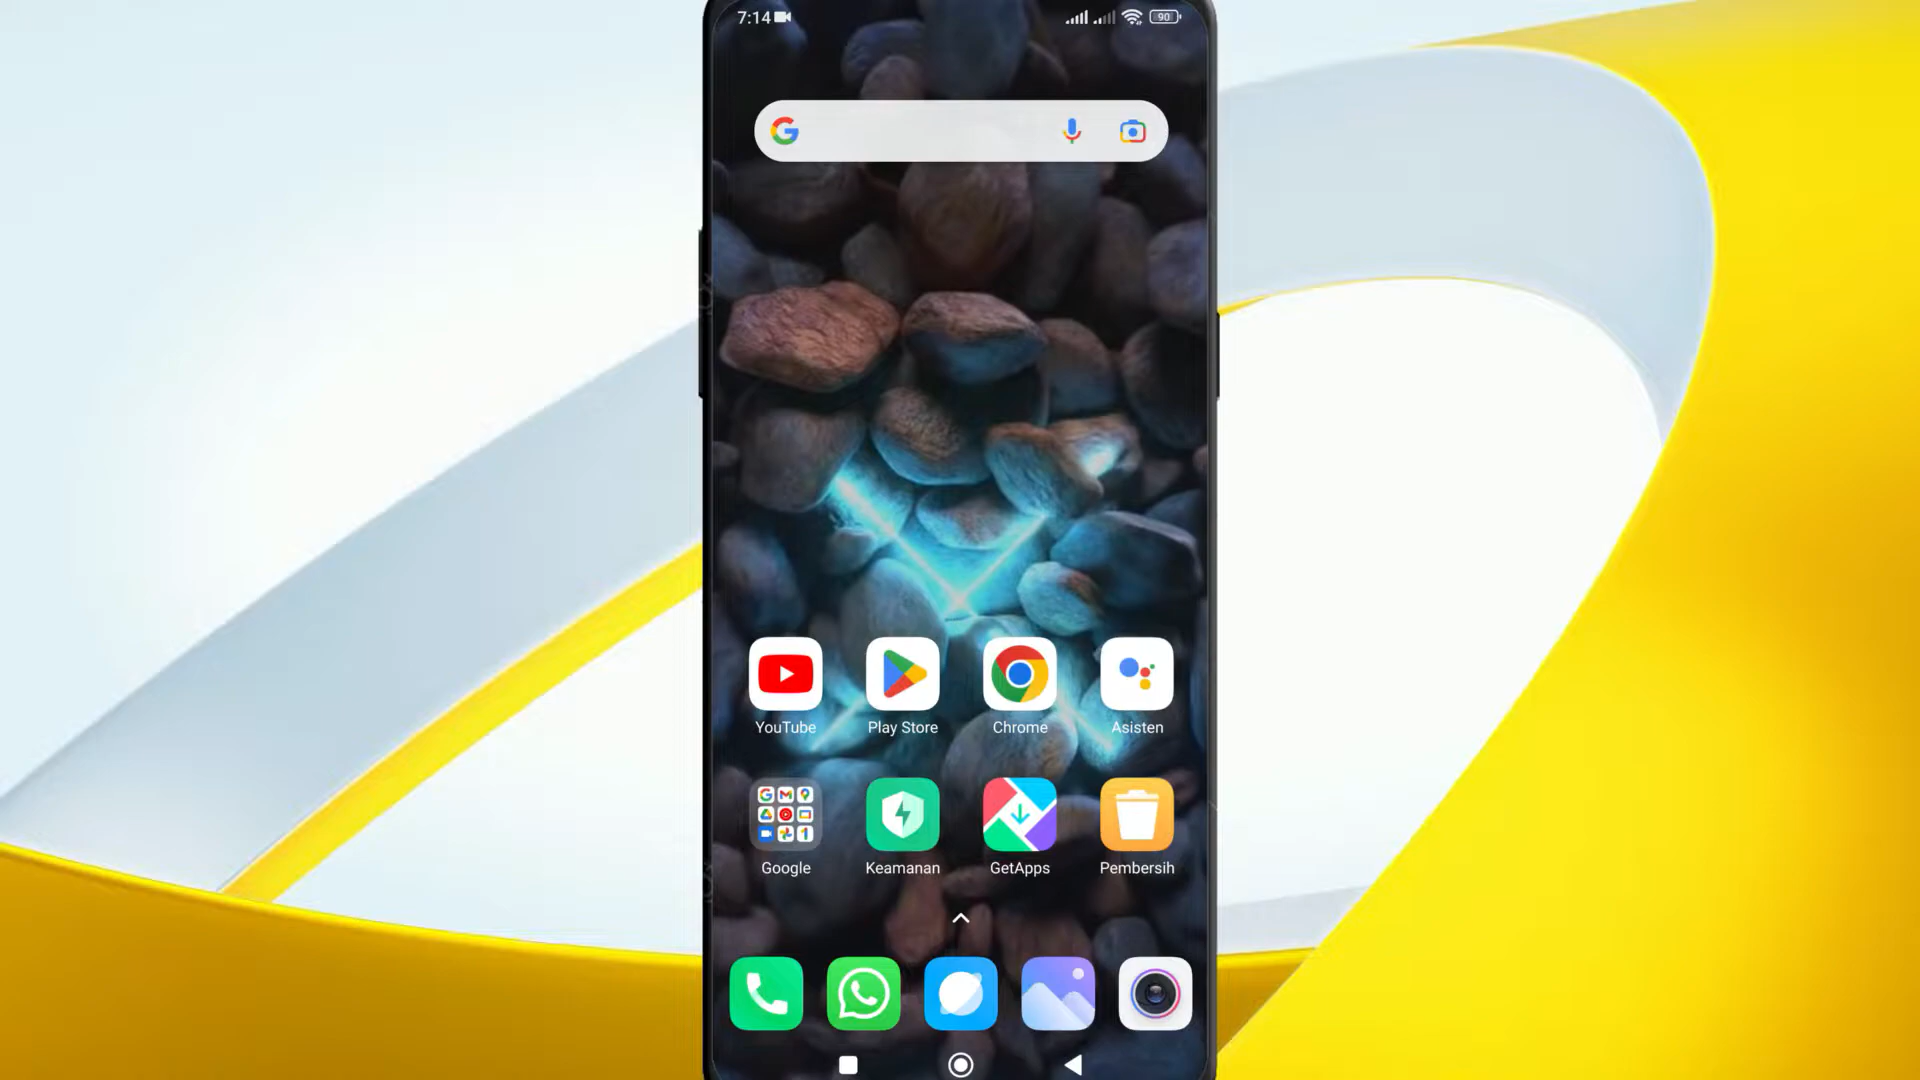 7:14
90
YouTube
Play Store
Chrome
Asisten
Google
Keamanan
GetApps
Pembersih